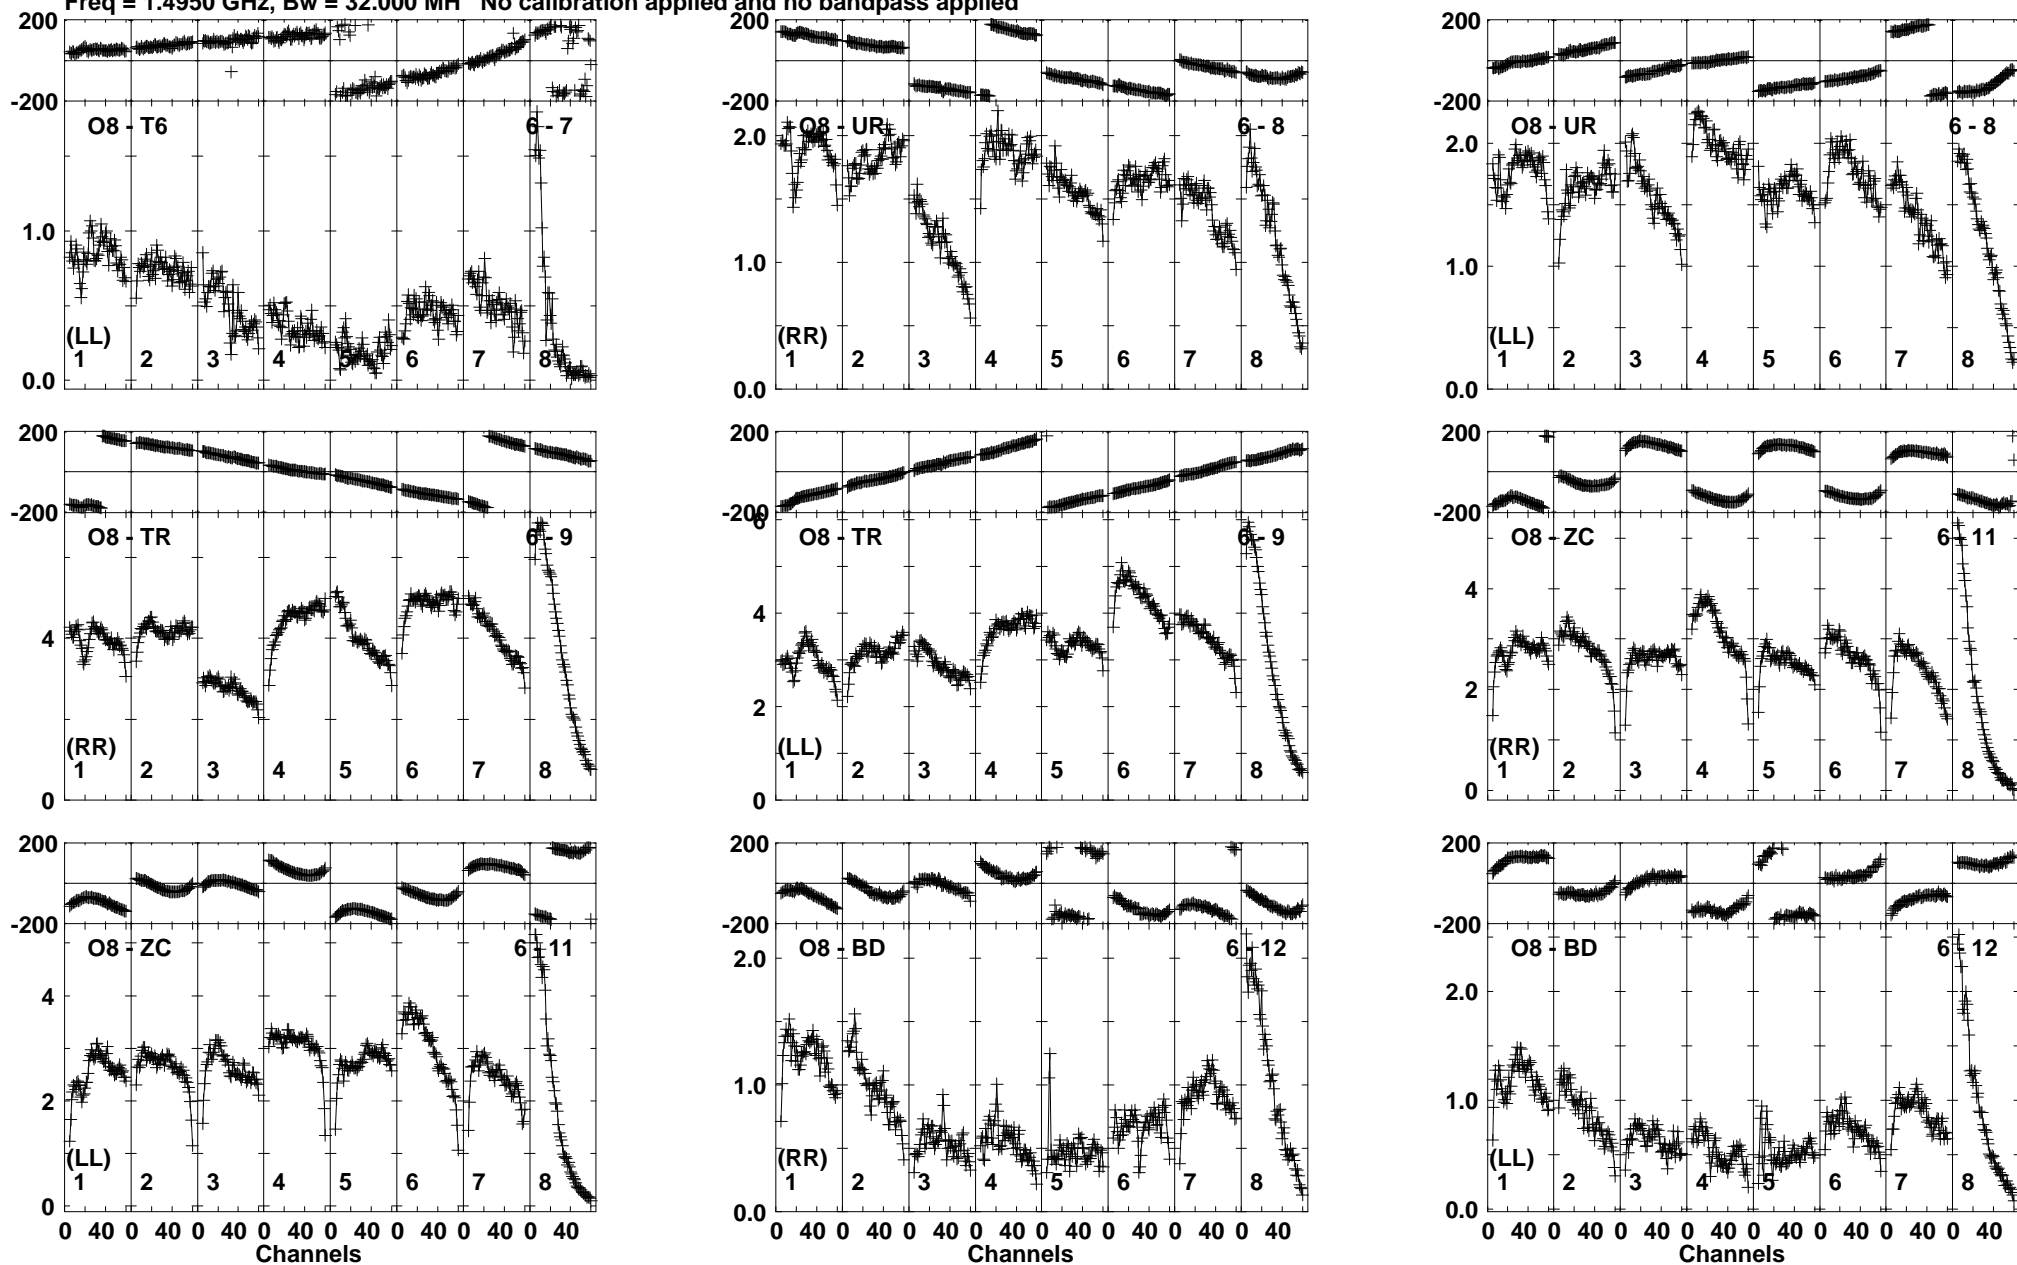 Freq = 1.4950 GHz, Bw = 32.000 MH No calibration applied and no bandpass applied
200 200 200
-200 -200 -200
O8 - T6 6 - 7 O8 - UR 6 - 8 O8 - UR 6 - 8
2.0 2.0
1.0 1.0 1.0
(LL) (RR) (LL)
1 2 3 4 5 6 7 8 1 2 3 4 5 6 7 8 1 2 3 4 5 6 7 8
0.0 0.0 0.0
200 200 200
-200 -200 -200
6
O8 - TR 6 - 9 O8 - TR 6 - 9 O8 - ZC 6 - 11
4 4 4
2 2
(RR) (LL) (RR)
1 2 3 4 5 6 7 8 1 2 3 4 5 6 7 8 1 2 3 4 5 6 7 8
0 0 0
200 200 200
-200 -200 -200
O8 - ZC 6 - 11 O8 - BD 6 - 12 O8 - BD 6 - 12
4 2.0 2.0
2 1.0 1.0
(LL) (RR) (LL)
1 2 3 4 5 6 7 8 1 2 3 4 5 6 7 8 1 2 3 4 5 6 7 8
0 0.0 0.0
0 40 0 40 0 40 0 40 0 40 0 40 0 40 0 40 0 40 0 40 0 40 0 40 0 40 0 40 0 40 0 40 0 40 0 40 0 40 0 40 0 40 0 40 0 40 0 40
Channels Channels Channels